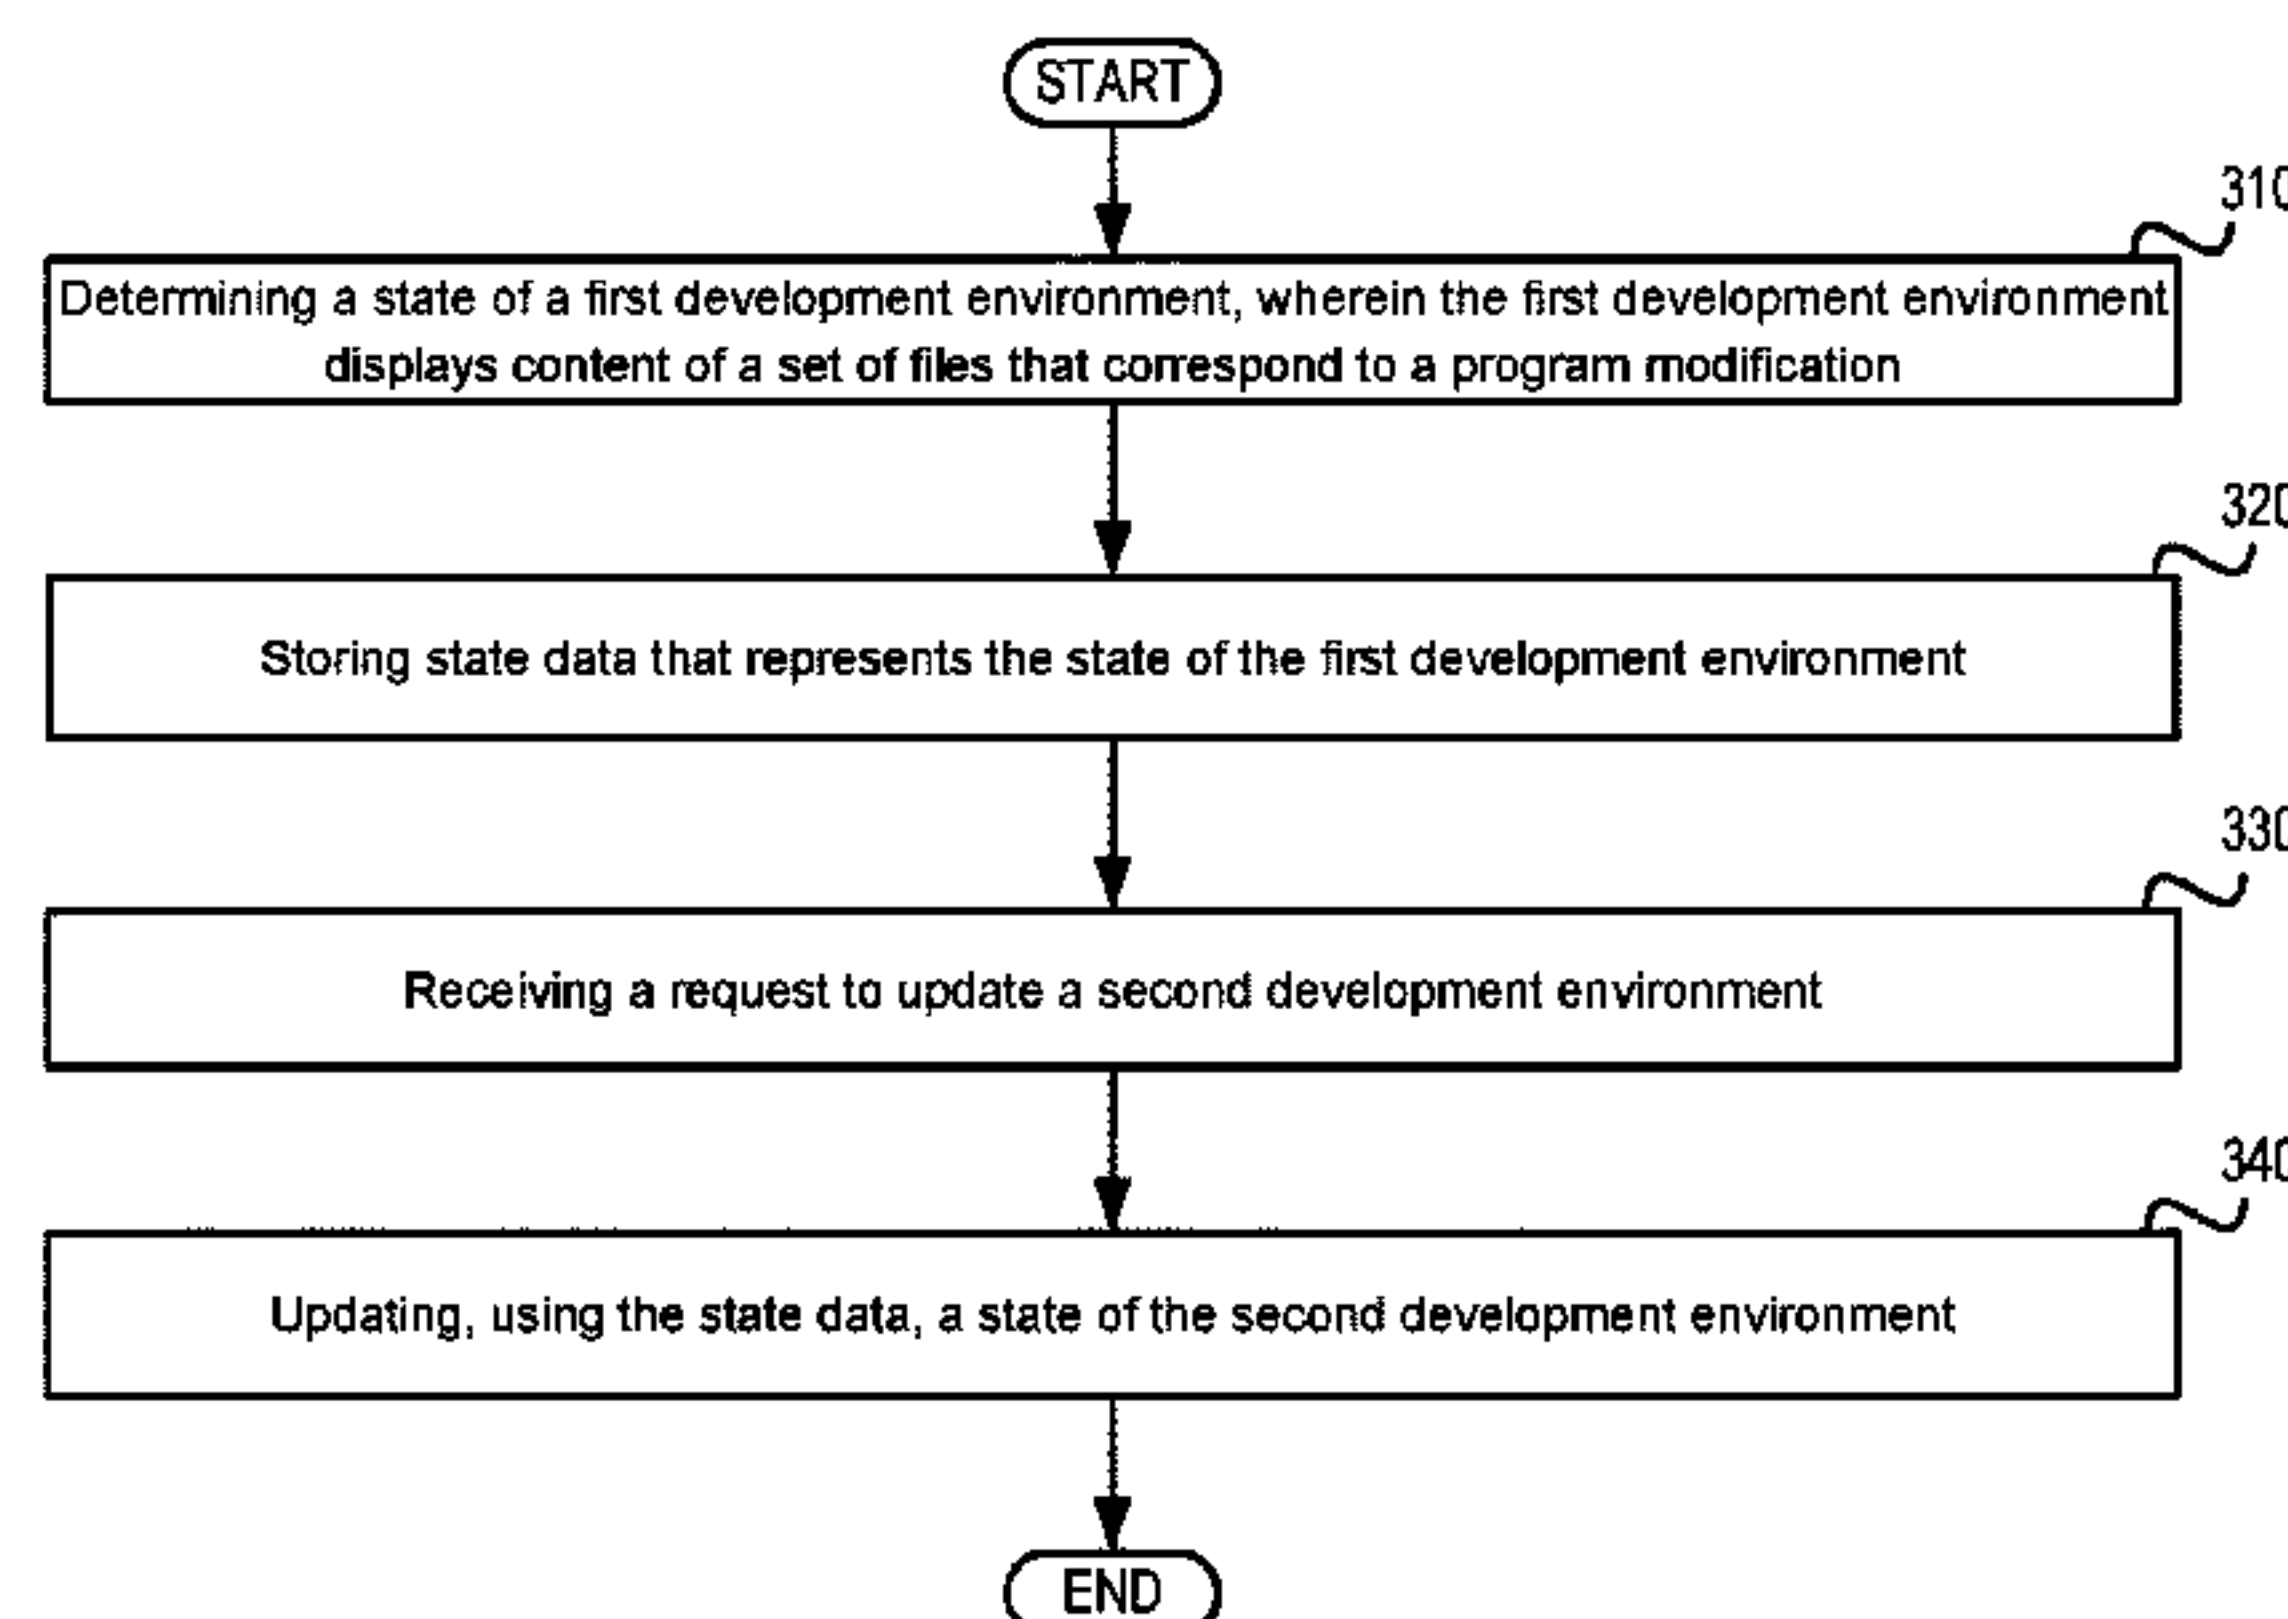 START
310
Determining a state of a first development environment, wherein the first development environment
displays content of a set of files that correspond to a program modification
320
Storing state data that represents the state of the first development environment
330
Receiving a request to update a second development environment
340
Updating, using the state data, a state of the second development environment
END